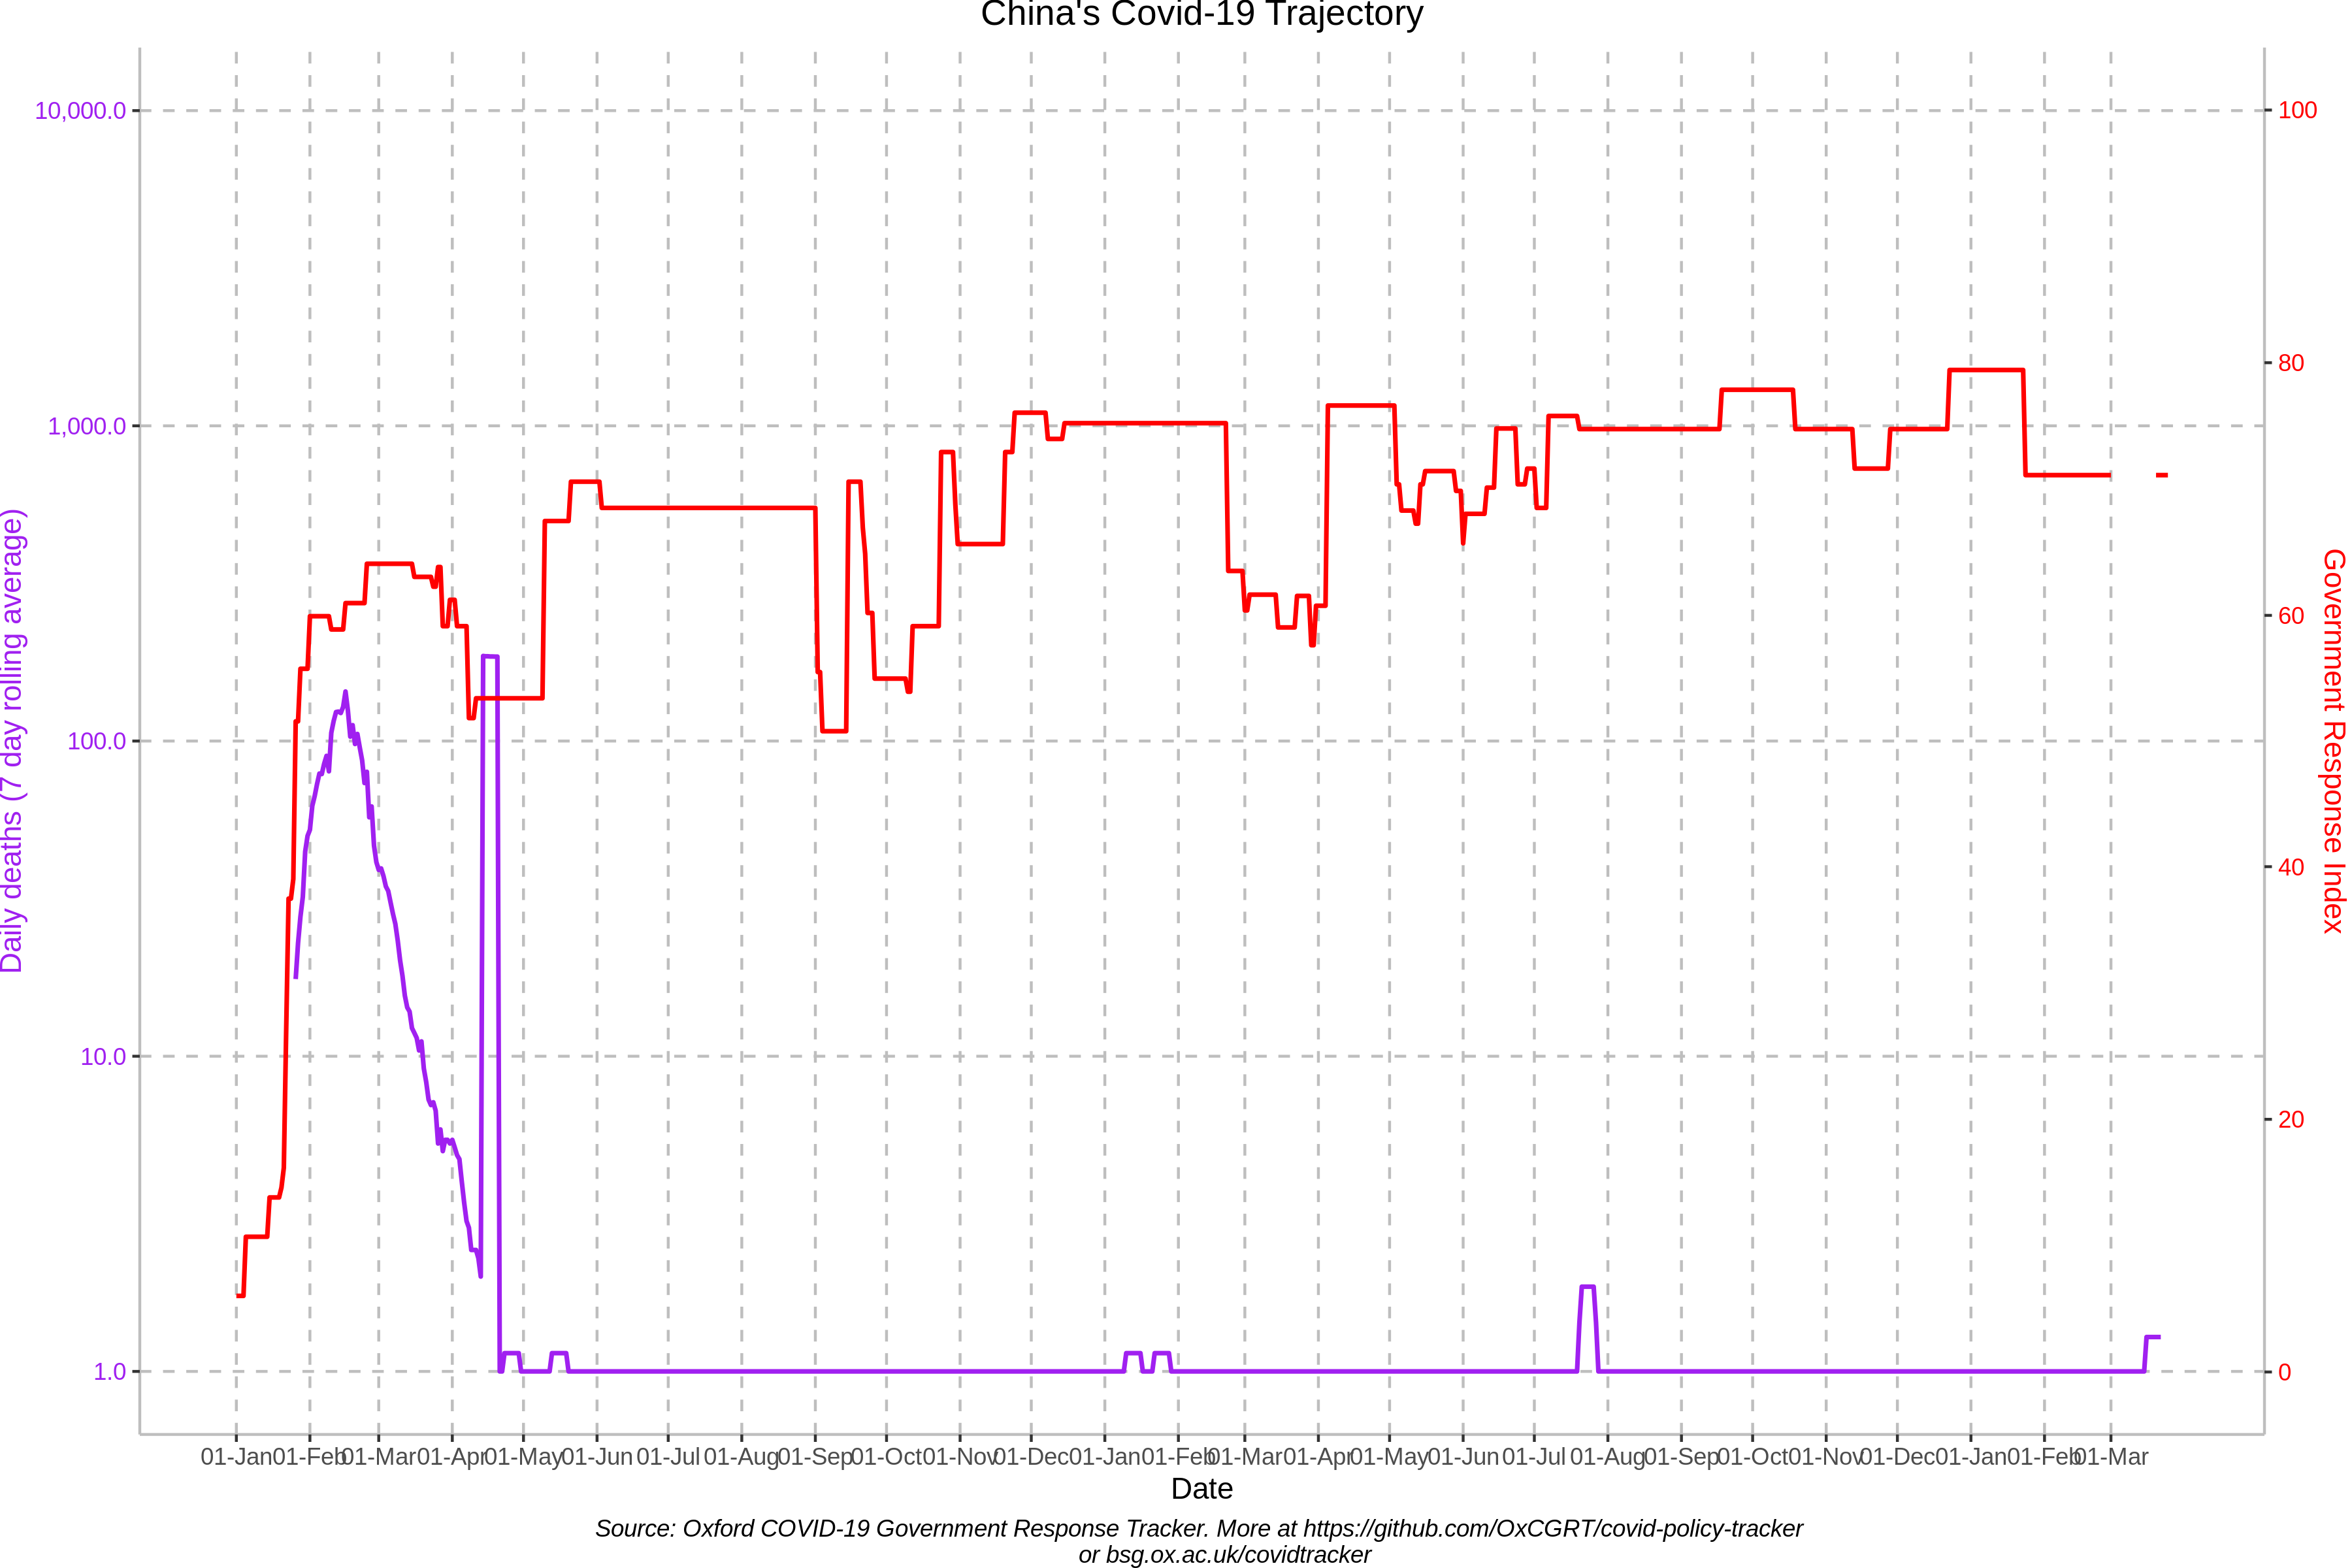 China's Covid-19 Trajectory
10,000.0
1,000.0
100.0
10.0
1.0
Daily deaths (7 day rolling average)
100
80
60
40
20
0
Government Response Index
01-Jan 01-Feb 01-Mar 01-Apr 01-May 01-Jun 01-Jul 01-Aug 01-Sep 01-Oct 01-Nov 01-Dec 01-Jan 01-Feb 01-Mar 01-Apr 01-May 01-Jun 01-Jul 01-Aug 01-Sep 01-Oct 01-Nov 01-Dec 01-Jan 01-Feb 01-Mar
Date
Source: Oxford COVID-19 Government Response Tracker. More at https://github.com/OxCGRT/covid-policy-tracker
or bsg.ox.ac.uk/covidtracker